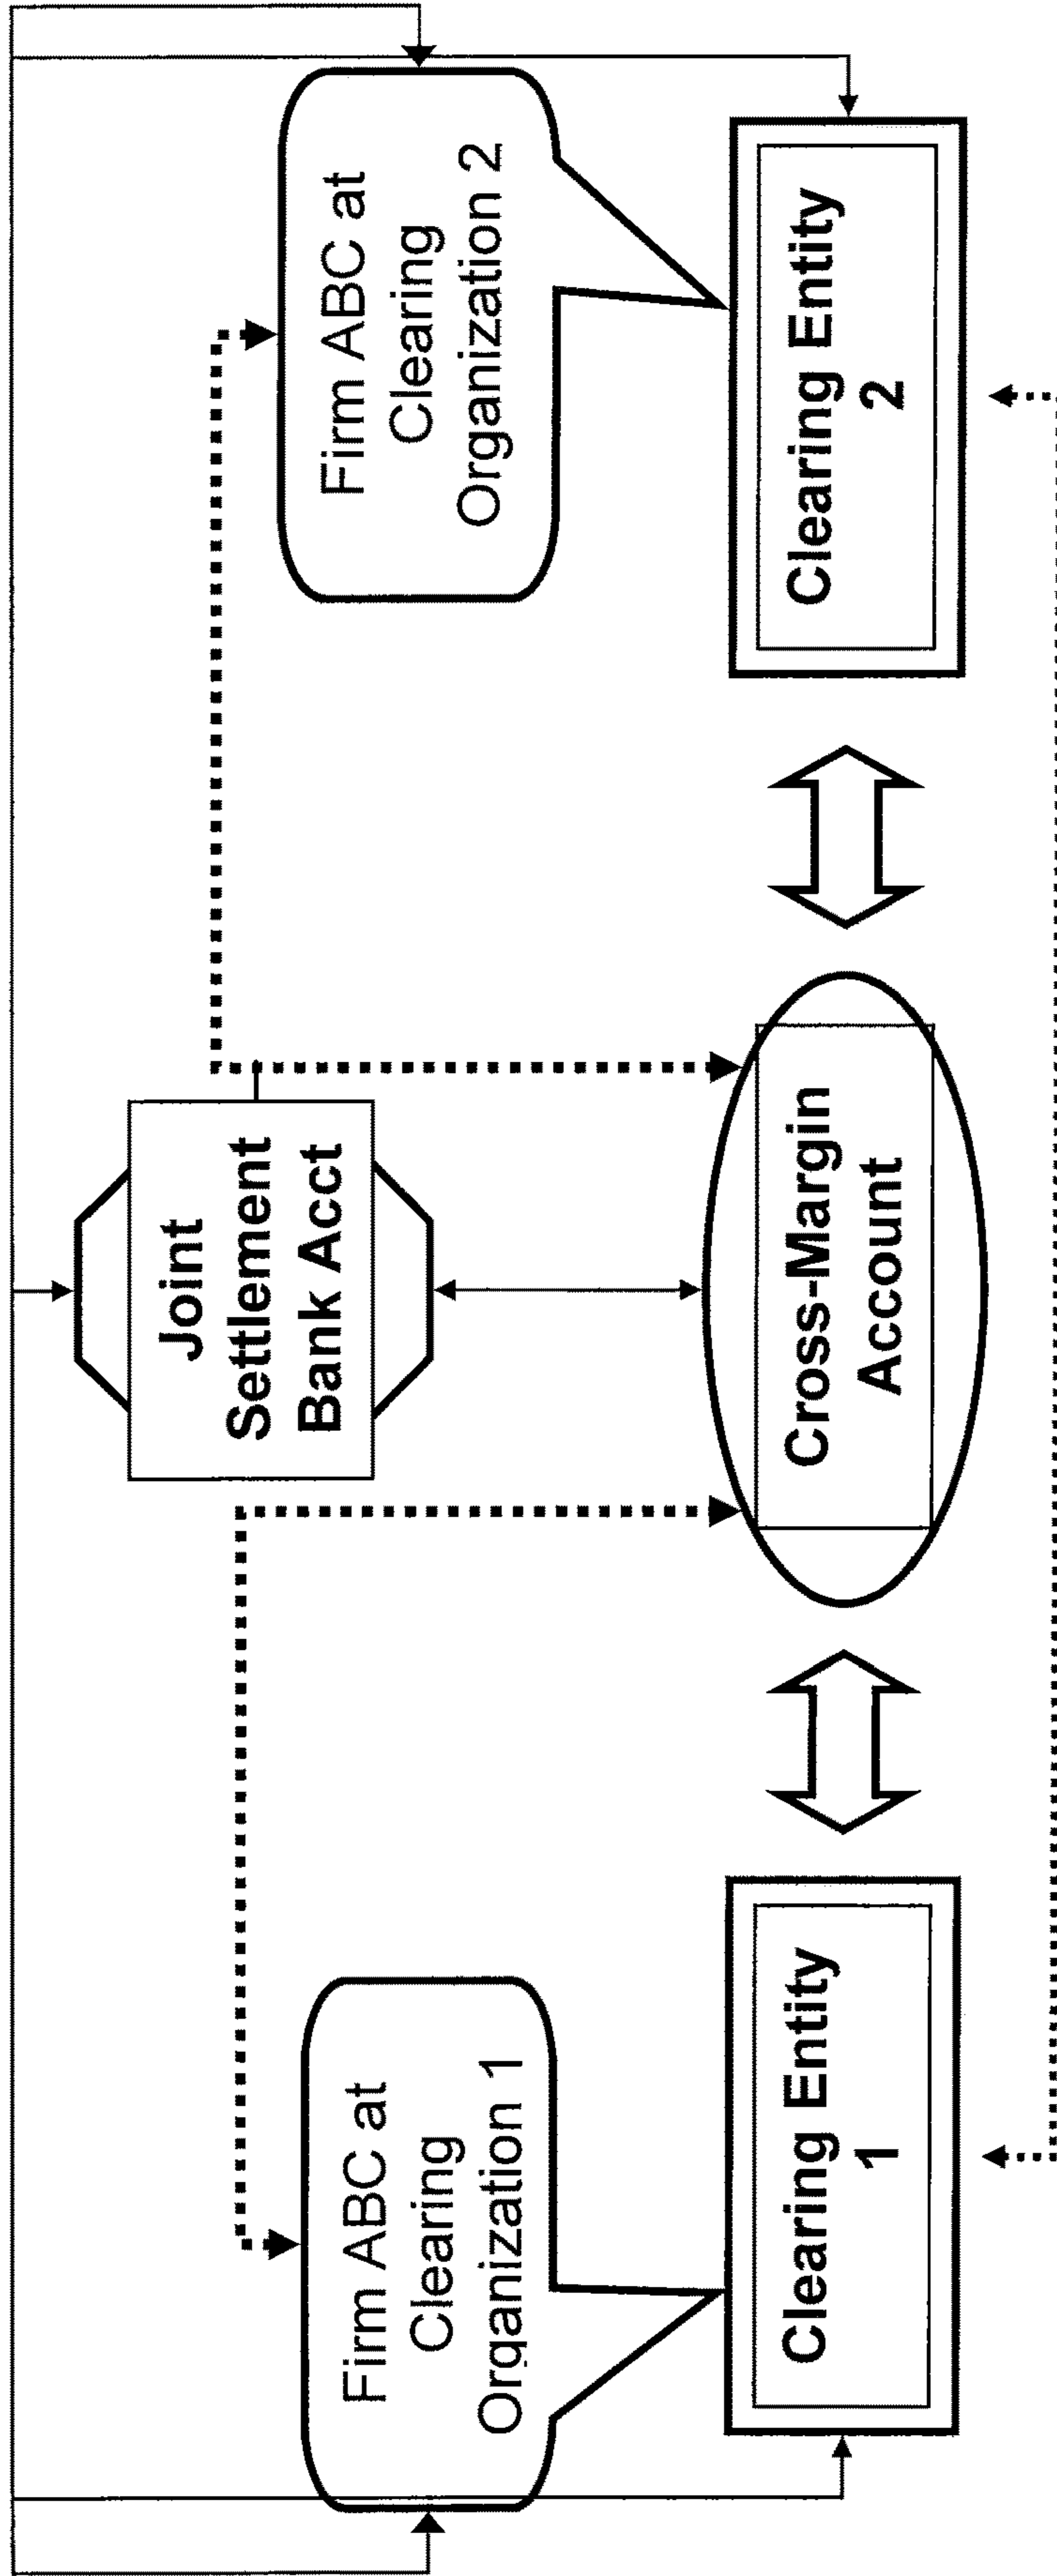 Joint
Settlement
Bank Acct
Firm ABC at
Clearing
Organization 1
Firm ABC at
Clearing
Organization 2
Clearing Entity
1
Cross-Margin
Account
Clearing Entity
2